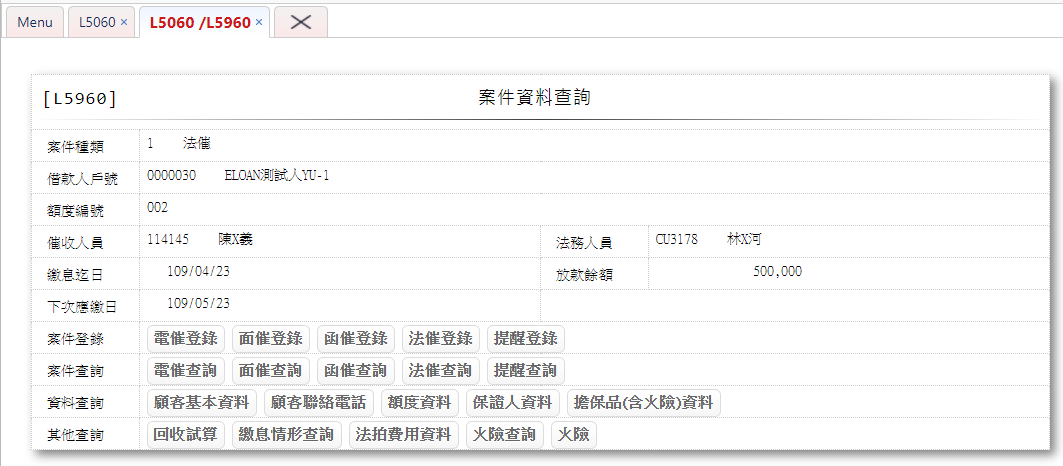 Menu L5060 × L5060 /L5960 ×
[L5960] 案件資料查詢
案件種類 1 法催
借款人戶號 0000030 ELOAN測試人YU-1
額度編號 002
催收人員 114145 陳X義 法務人員 CU3178 林X河
繳息迄日 109/04/23 放款餘額 500,000
下次應繳日 109/05/23
案件登錄 電催登錄 面催登錄 函催登錄 法催登錄 提醒登錄
案件查詢 電催查詢 面催查詢 函催查詢 法催查詢 提醒查詢
資料查詢 顧客基本資料 顧客聯絡電話 額度資料 保證人資料 擔保品(含火險)資料
其他查詢 回收試算 繳息情形查詢 法拍費用資料 火險查詢 火險